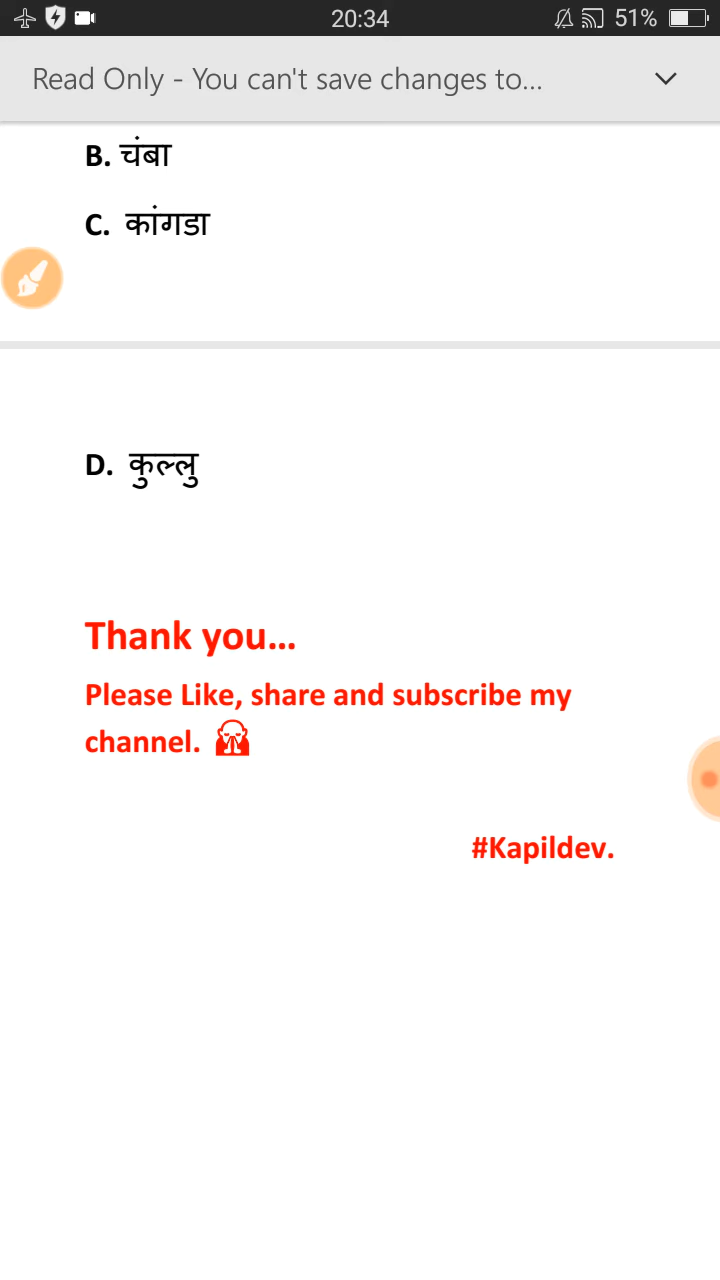 20:34
51%
Read Only - You can't save changes to...
B. चंबा
C. कांगडा
D. कुल्लु
Thank you...
Please Like, share and subscribe my
channel.
#Kapildev.